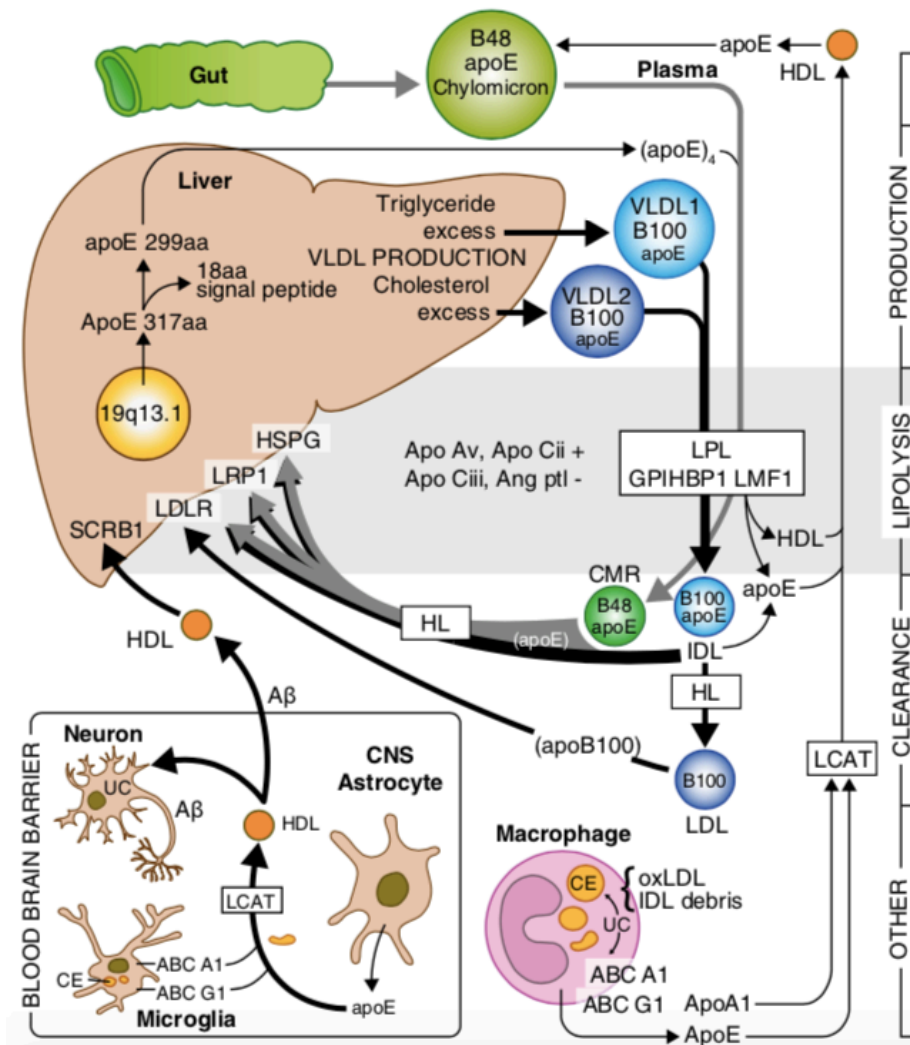 Gut
B48
apoE
Chylomicron
apoE
HDL
Plasma
Liver
(apoE)4
Triglyceride
excess
VLDL1
B100
apoE
apoE 299aa
VLDL PRODUCTION
18aa
signal peptide
Cholesterol
excess
VLDL2
B100
apoE
ApoE 317aa
PRODUCTION
19q13.1
HSPG
LRP1
LDLR
SCRB1
Apo Av, Apo Cii +
Apo Ciii, Ang ptl -
LPL
GPIHBP1 LMF1
HDL
LIPOLYSIS
CMR
B48
apoE
B100
apoE
apoE
HL
(apoE)
IDL
HDL
HL
Aβ
(apoB100)
B100
LDL
LCAT
CLEARANCE
BLOOD BRAIN BARRIER
Neuron
UC
Aβ
CNS
Astrocyte
HDL
LCAT
ABC A1
CE
ABC G1
Microglia
apoE
Macrophage
CE
oxLDL
IDL debris
UC
ABC A1
ABC G1
ApoA1
ApoE
OTHER